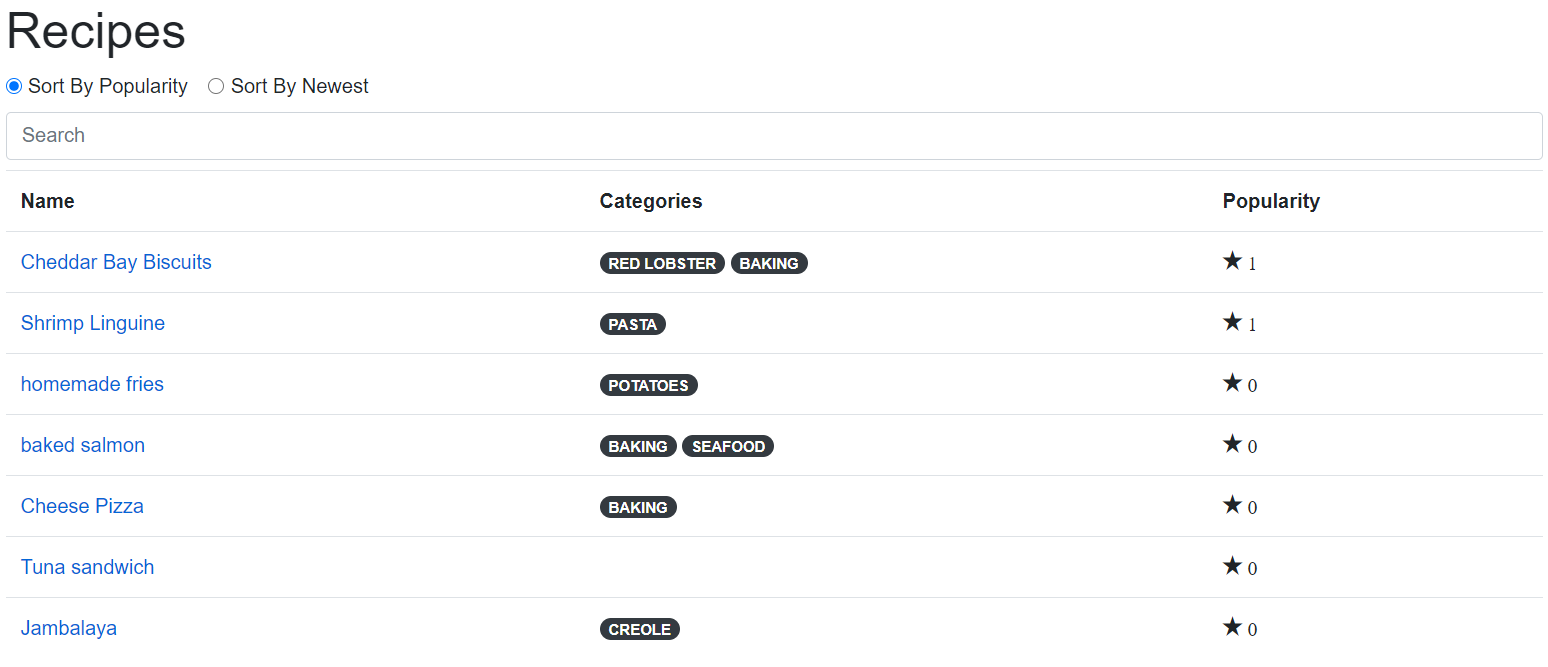 Recipes
Sort By Popularity Sort By Newest
Search
Name Categories Popularity
Cheddar Bay Biscuits RED LOBSTER BAKING ★ 1
Shrimp Linguine PASTA ★ 1
homemade fries POTATOES ★ 0
baked salmon BAKING SEAFOOD ★ 0
Cheese Pizza BAKING ★ 0
Tuna sandwich ★ 0
Jambalaya CREOLE ★ 0